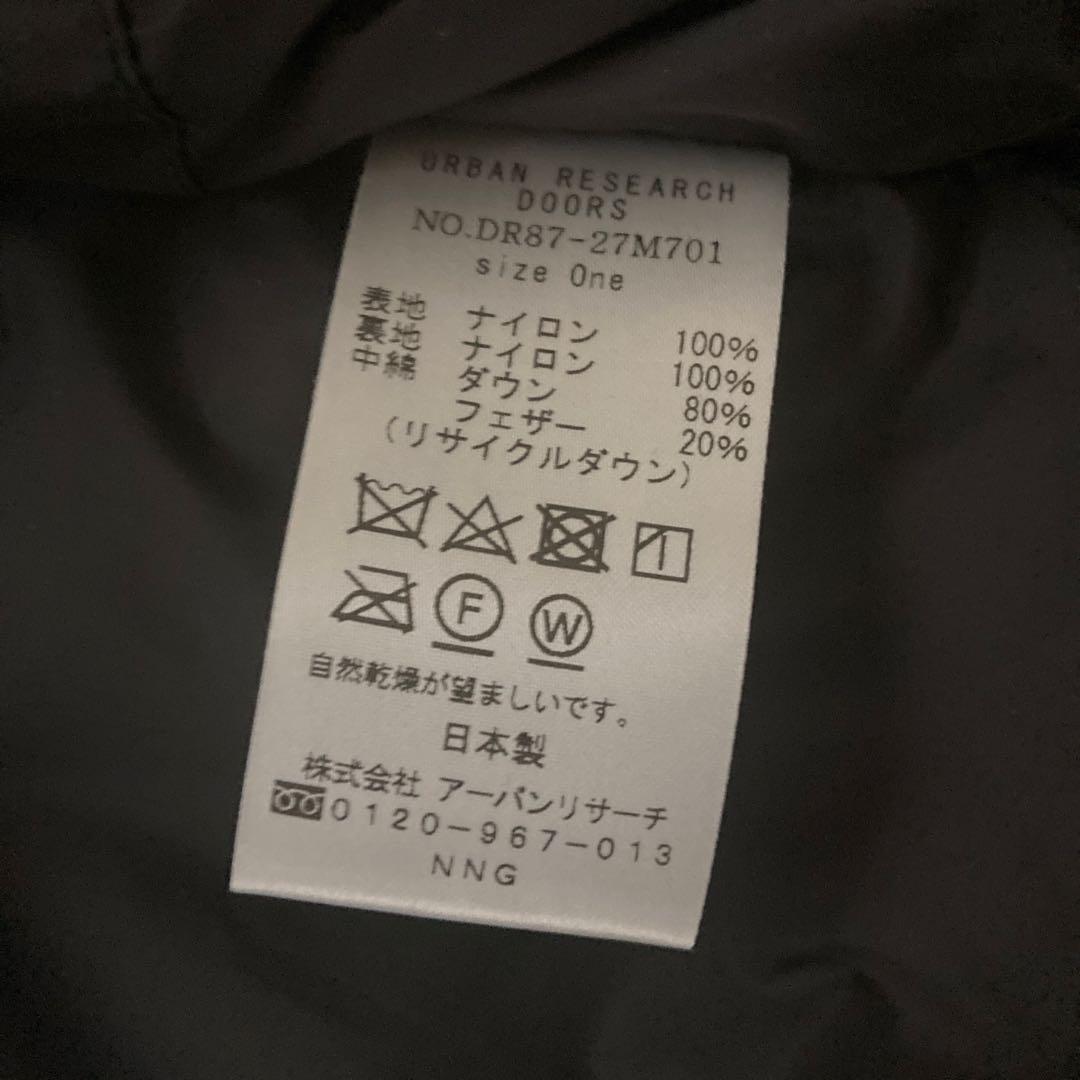 URBAN RESEARCH
DOORS
NO.DR87-27M701
size One
表地 ナイロン 100%
裏地 ナイロン 100%
中綿 ダウン 80%
フェザー 20%
(リサイクルダウン)
F W
自然乾燥が望ましいです。
日本製
株式会社 アーバンリサーチ
0120-967-013
NNG